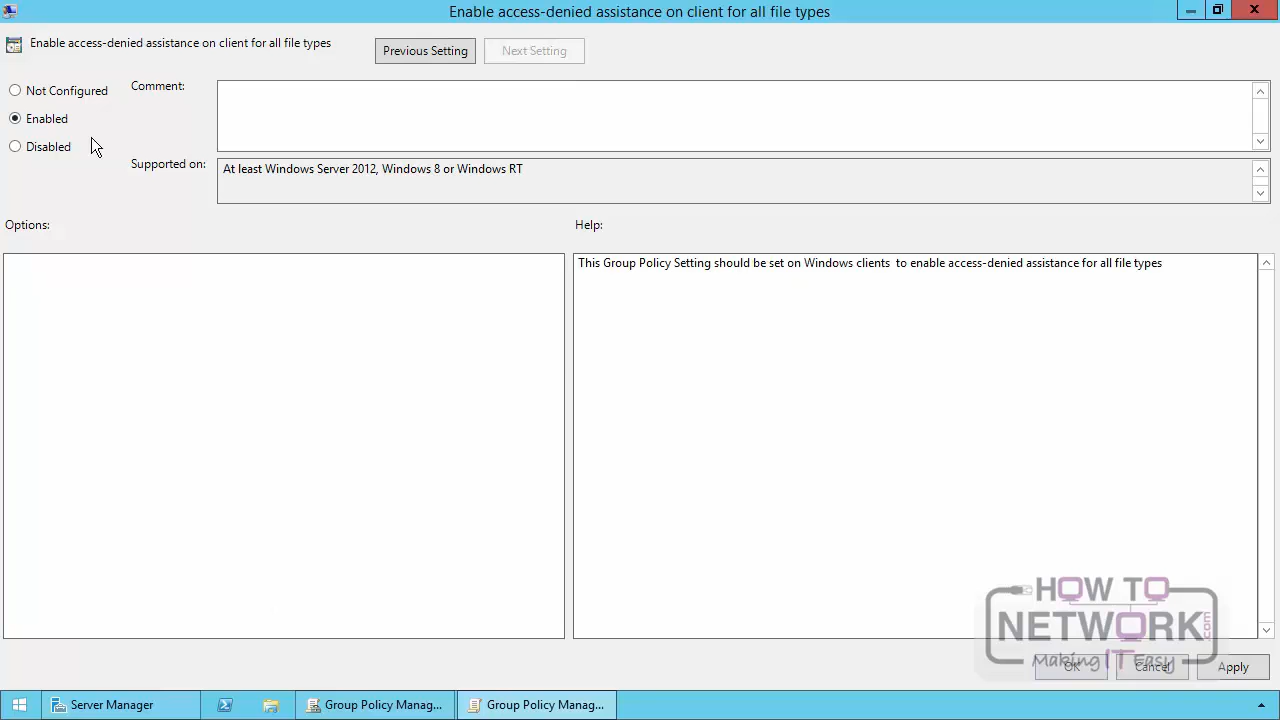 Enable access-denied assistance on client for all file types
Enable access-denied assistance on client for all file types
Previous Setting
Next Setting
Not Configured
Comment:
Enabled
Disabled
Supported on:
At least Windows Server 2012, Windows 8 or Windows RT
Options:
Help:
This Group Policy Setting should be set on Windows clients  to enable access-denied assistance for all file types
HOW TO
NETWORK.com
Making IT Easy
OK
Cancel
Apply
Server Manager
Group Policy Manag...
Group Policy Manag...